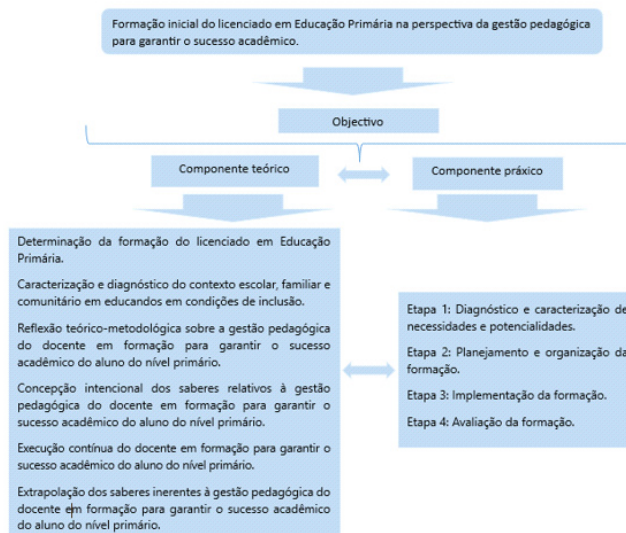 Formação inicial do licenciado em Educação Primária na perspectiva da gestão pedagógica
para garantir o sucesso acadêmico.
Objectivo
Componente teórico
Componente práxico
Determinação da formação do licenciado em Educação
Primária.
Caracterização e diagnóstico do contexto escolar, familiar e
comunitário em educandos em condições de inclusão.
Reflexão teórico-metodológica sobre a gestão pedagógica
do docente em formação para garantir o sucesso
acadêmico do aluno do nível primário.
Concepção intencional dos saberes relativos à gestão
pedagógica do docente em formação para garantir o
sucesso acadêmico do aluno do nível primário.
Execução contínua do docente em formação para garantir o
sucesso acadêmico do aluno do nível primário.
Extrapolação dos saberes inerentes à gestão pedagógica do
docente em formação para garantir o sucesso acadêmico
do aluno do nível primário.
Etapa 1: Diagnóstico e caracterização de
necessidades e potencialidades.
Etapa 2: Planejamento e organização da
formação.
Etapa 3: Implementação da formação.
Etapa 4: Avaliação da formação.